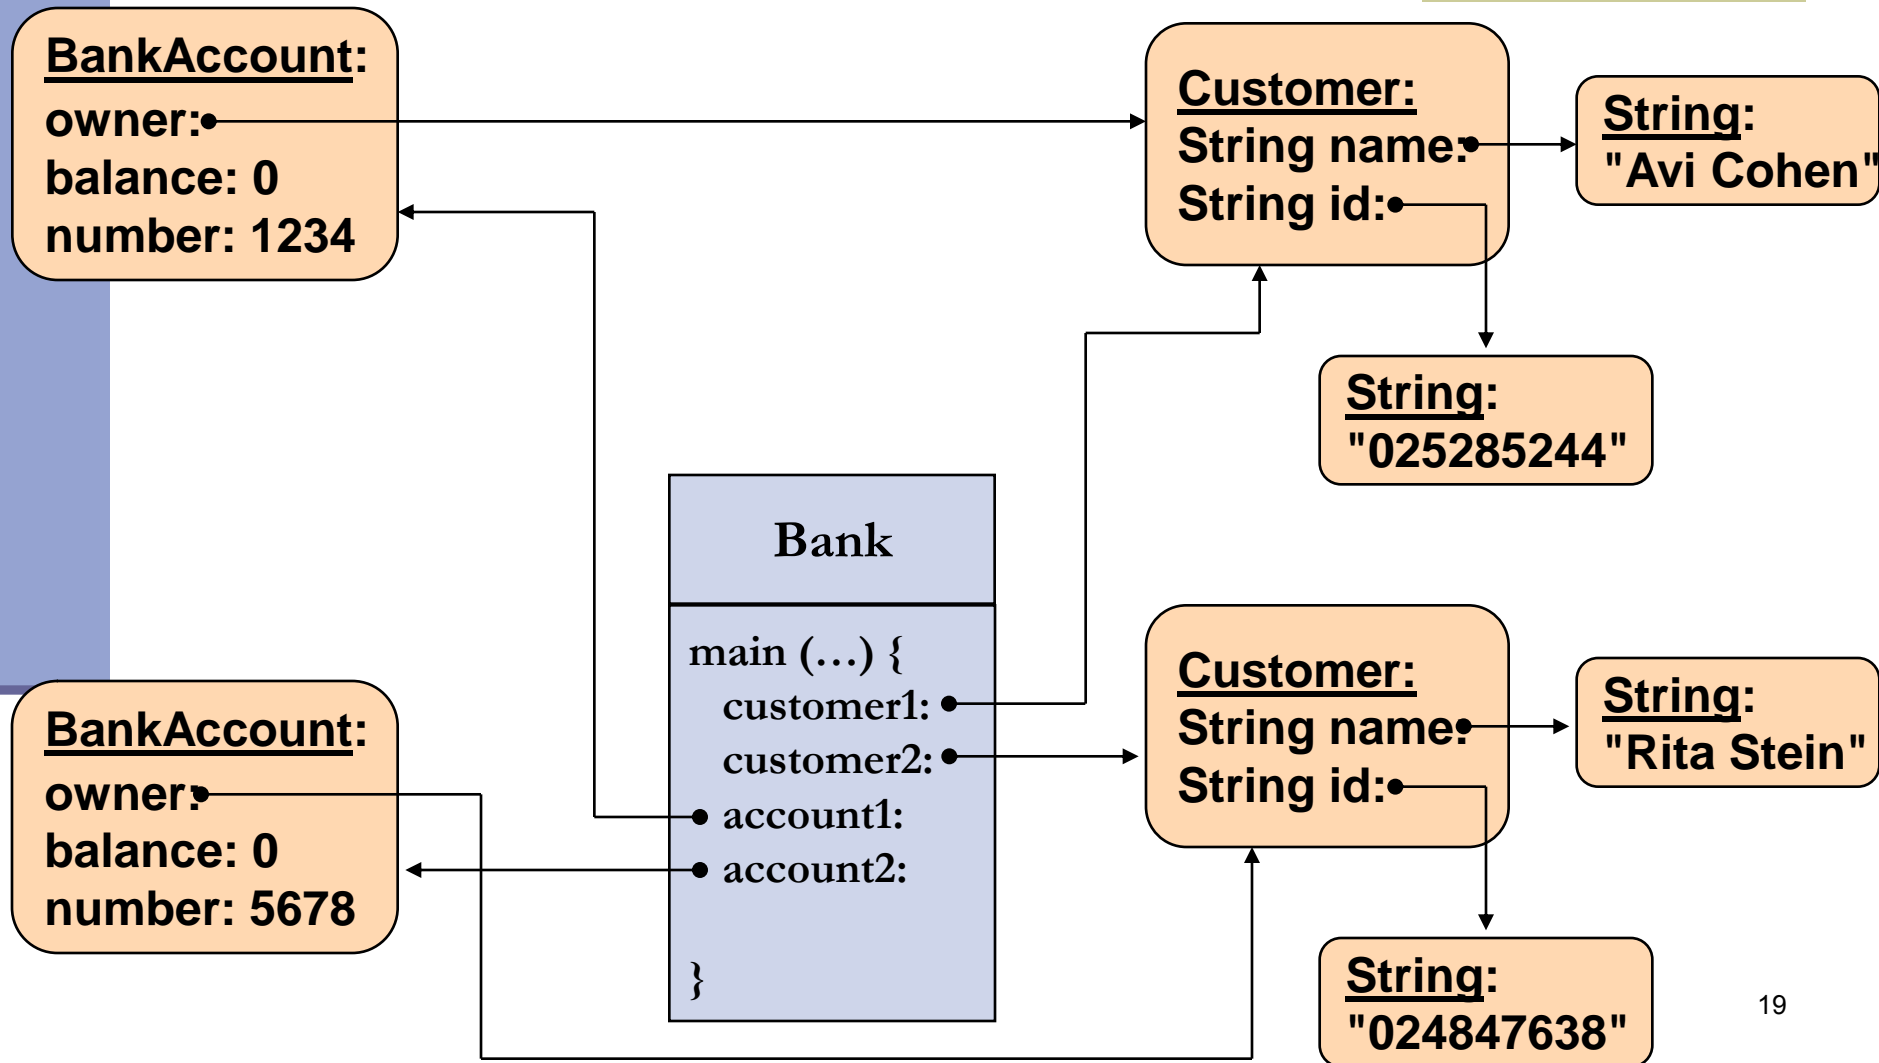 BankAccount:
owner:
balance: 0
number: 1234
Customer:
String name:
String id:
String:
"Avi Cohen"
String:
"025285244"
Bank
main (…) {
customer1:
customer2:
account1:
account2:
}
BankAccount:
owner:
balance: 0
number: 5678
Customer:
String name:
String id:
String:
"Rita Stein"
String:
"024847638"
19